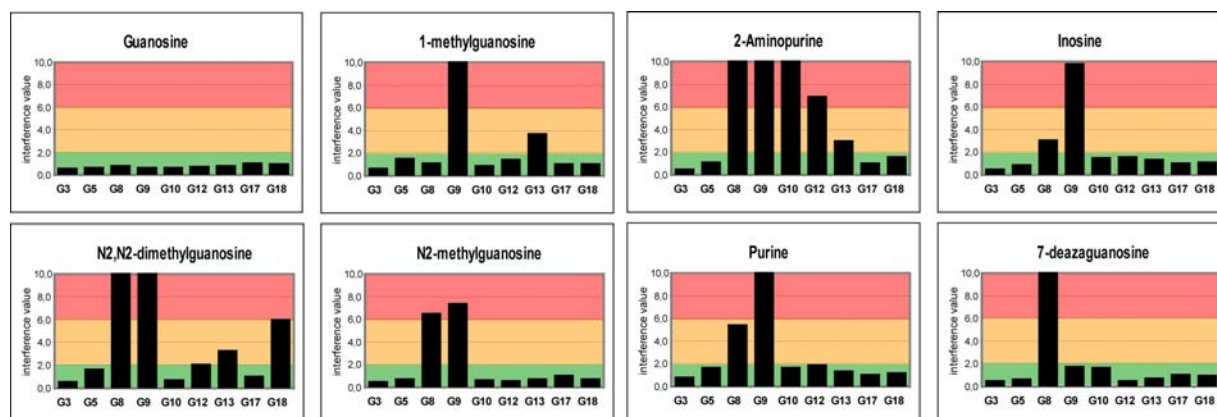 Guanosine
interference value
10,0
8,0
6,0
4,0
2,0
0,0
G3 G5 G8 G9 G10 G12 G13 G17 G18
1-methylguanosine
interference value
10,0
8,0
6,0
4,0
2,0
0,0
G3 G5 G8 G9 G10 G12 G13 G17 G18
2-Aminopurine
interference value
10,0
8,0
6,0
4,0
2,0
0,0
G3 G5 G8 G9 G10 G12 G13 G17 G18
Inosine
interference value
10,0
8,0
6,0
4,0
2,0
0,0
G3 G5 G8 G9 G10 G12 G13 G17 G18
N2,N2-dimethylguanosine
interference value
10,0
8,0
6,0
4,0
2,0
0,0
G3 G5 G8 G9 G10 G12 G13 G17 G18
N2-methylguanosine
interference value
10,0
8,0
6,0
4,0
2,0
0,0
G3 G5 G8 G9 G10 G12 G13 G17 G18
Purine
interference value
10,0
8,0
6,0
4,0
2,0
0,0
G3 G5 G8 G9 G10 G12 G13 G17 G18
7-deazaguanosine
interference value
10,0
8,0
6,0
4,0
2,0
0,0
G3 G5 G8 G9 G10 G12 G13 G17 G18